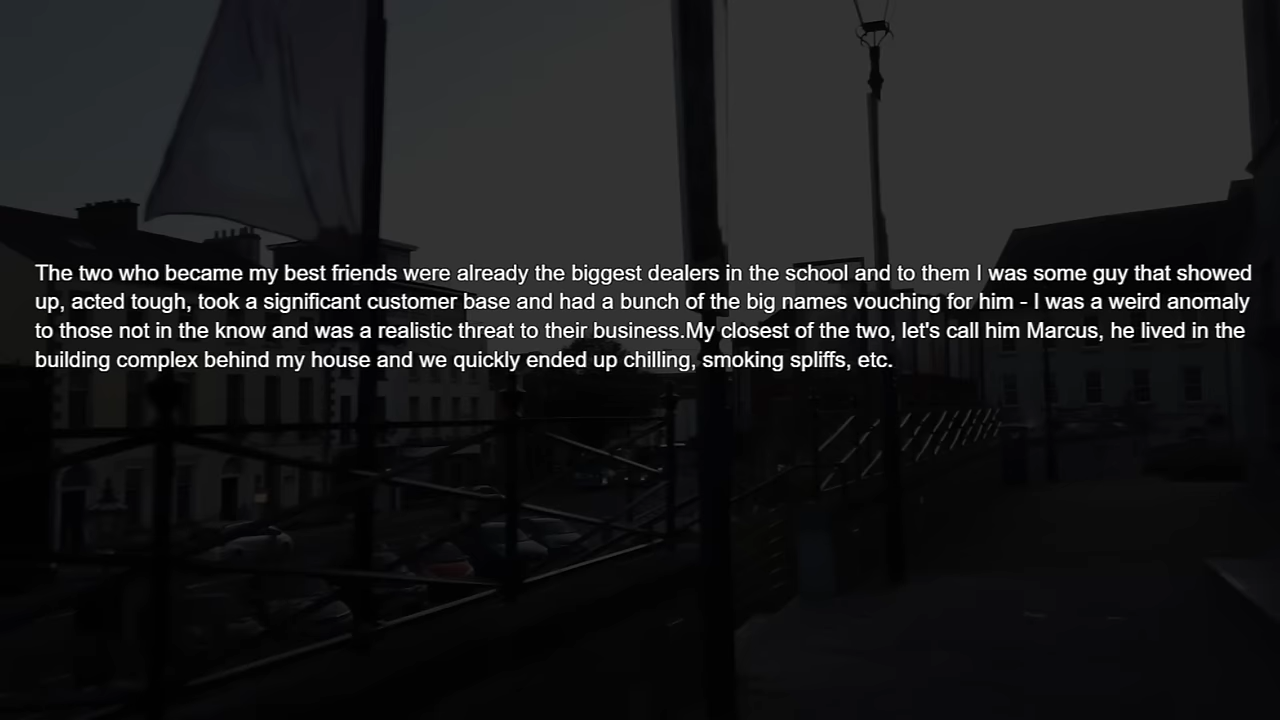 The two who became my best friends were already the biggest dealers in the school and to them I was some guy that showed
up, acted tough, took a significant customer base and had a bunch of the big names vouching for him - I was a weird anomaly
to those not in the know and was a realistic threat to their business.My closest of the two, let's call him Marcus, he lived in the
building complex behind my house and we quickly ended up chilling, smoking spliffs, etc.